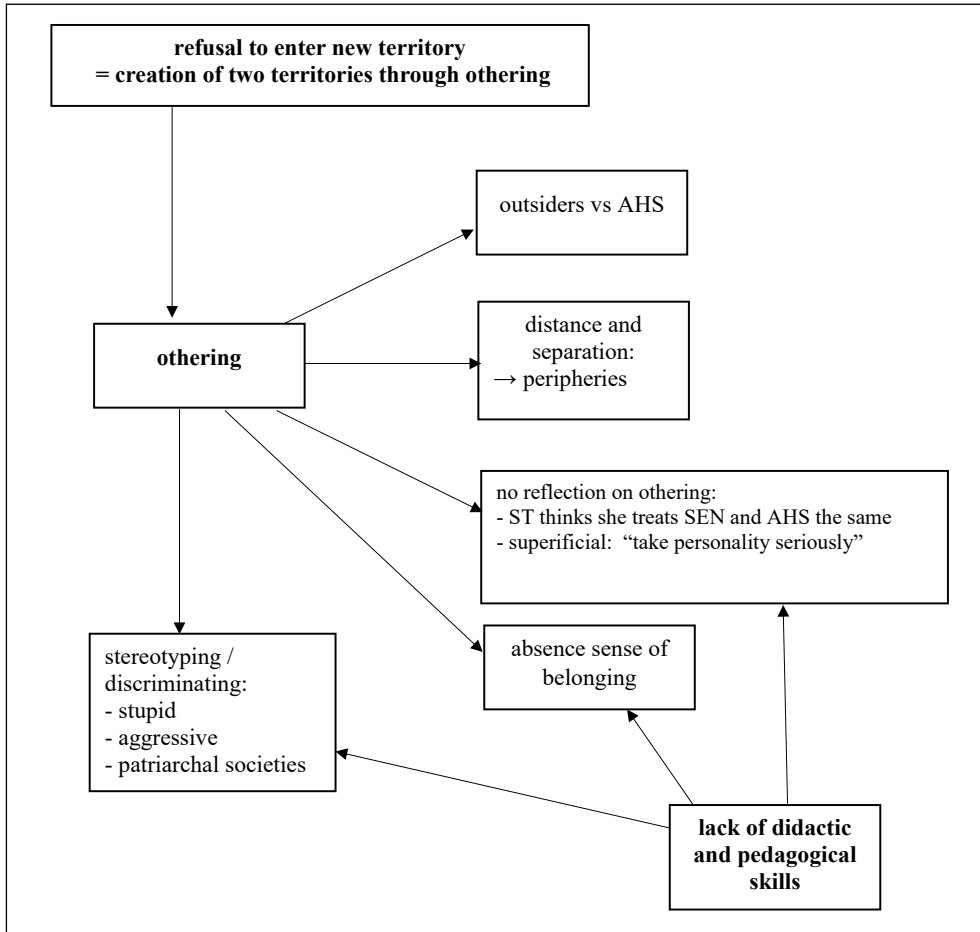 refusal to enter new territory
= creation of two territories through othering
outsiders vs AHS
othering
distance and
separation:
→ peripheries
no reflection on othering:
- ST thinks she treats SEN and AHS the same
- superificial: “take personality seriously”
stereotyping /
discriminating:
- stupid
- aggressive
- patriarchal societies
absence sense of
belonging
lack of didactic
and pedagogical
skills